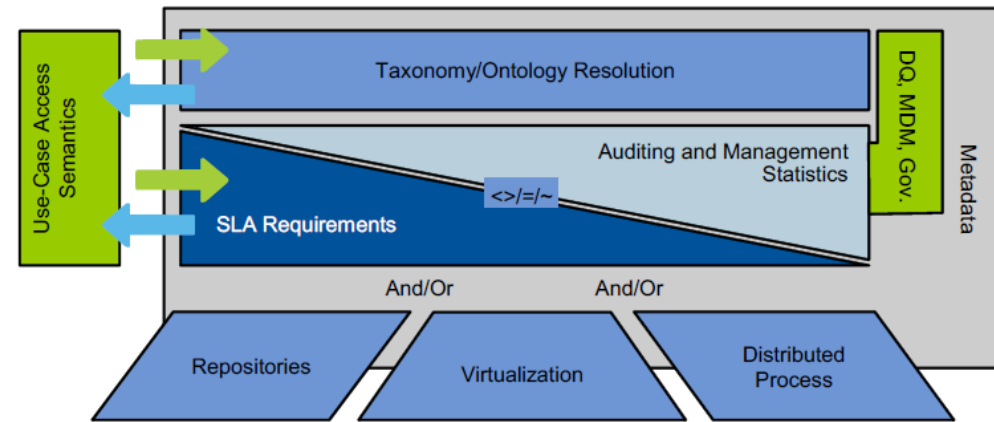 Use-Case Access
Semantics
Taxonomy/Ontology Resolution
DQ, MDM, Gov.
Metadata
Auditing and Management
Statistics
<>/=/~
SLA Requirements
And/Or
And/Or
Repositories
Virtualization
Distributed
Process